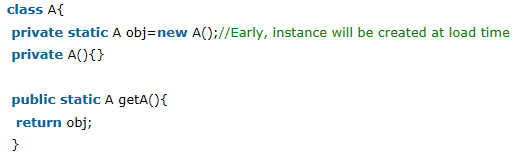 class A{
private static A obj=new A();//Early, instance will be created at load time
private A(){}
public static A getA(){
return obj;
}